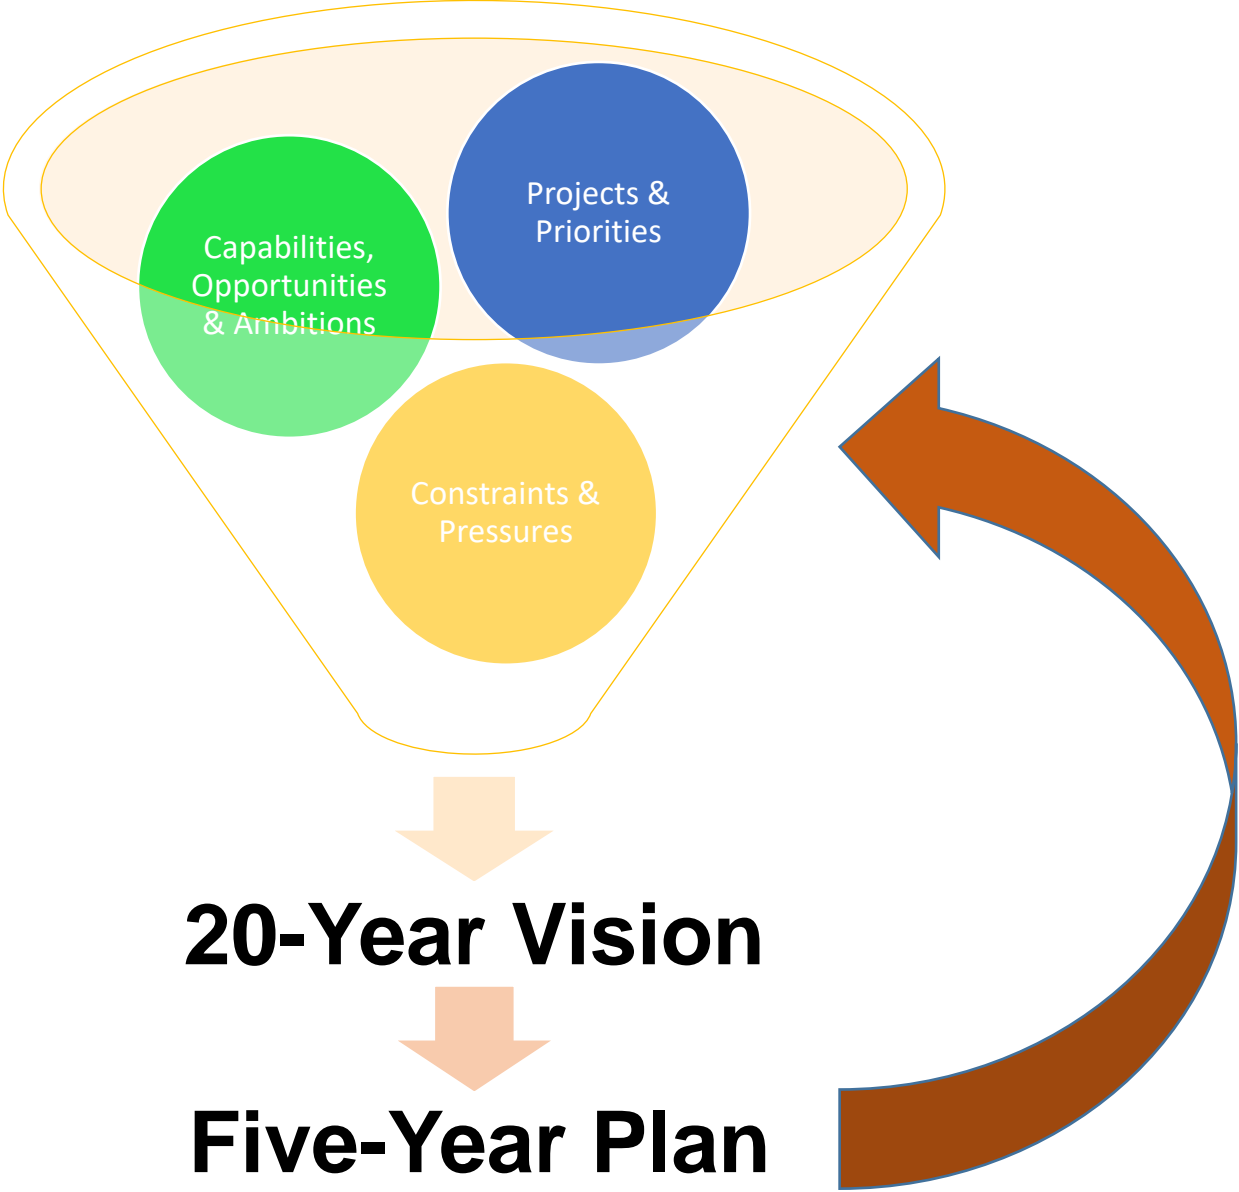 Projects &
Priorities
Capabilities,
Opportunities
& Ambitions
Constraints &
Pressures
20-Year Vision
Five-Year Plan